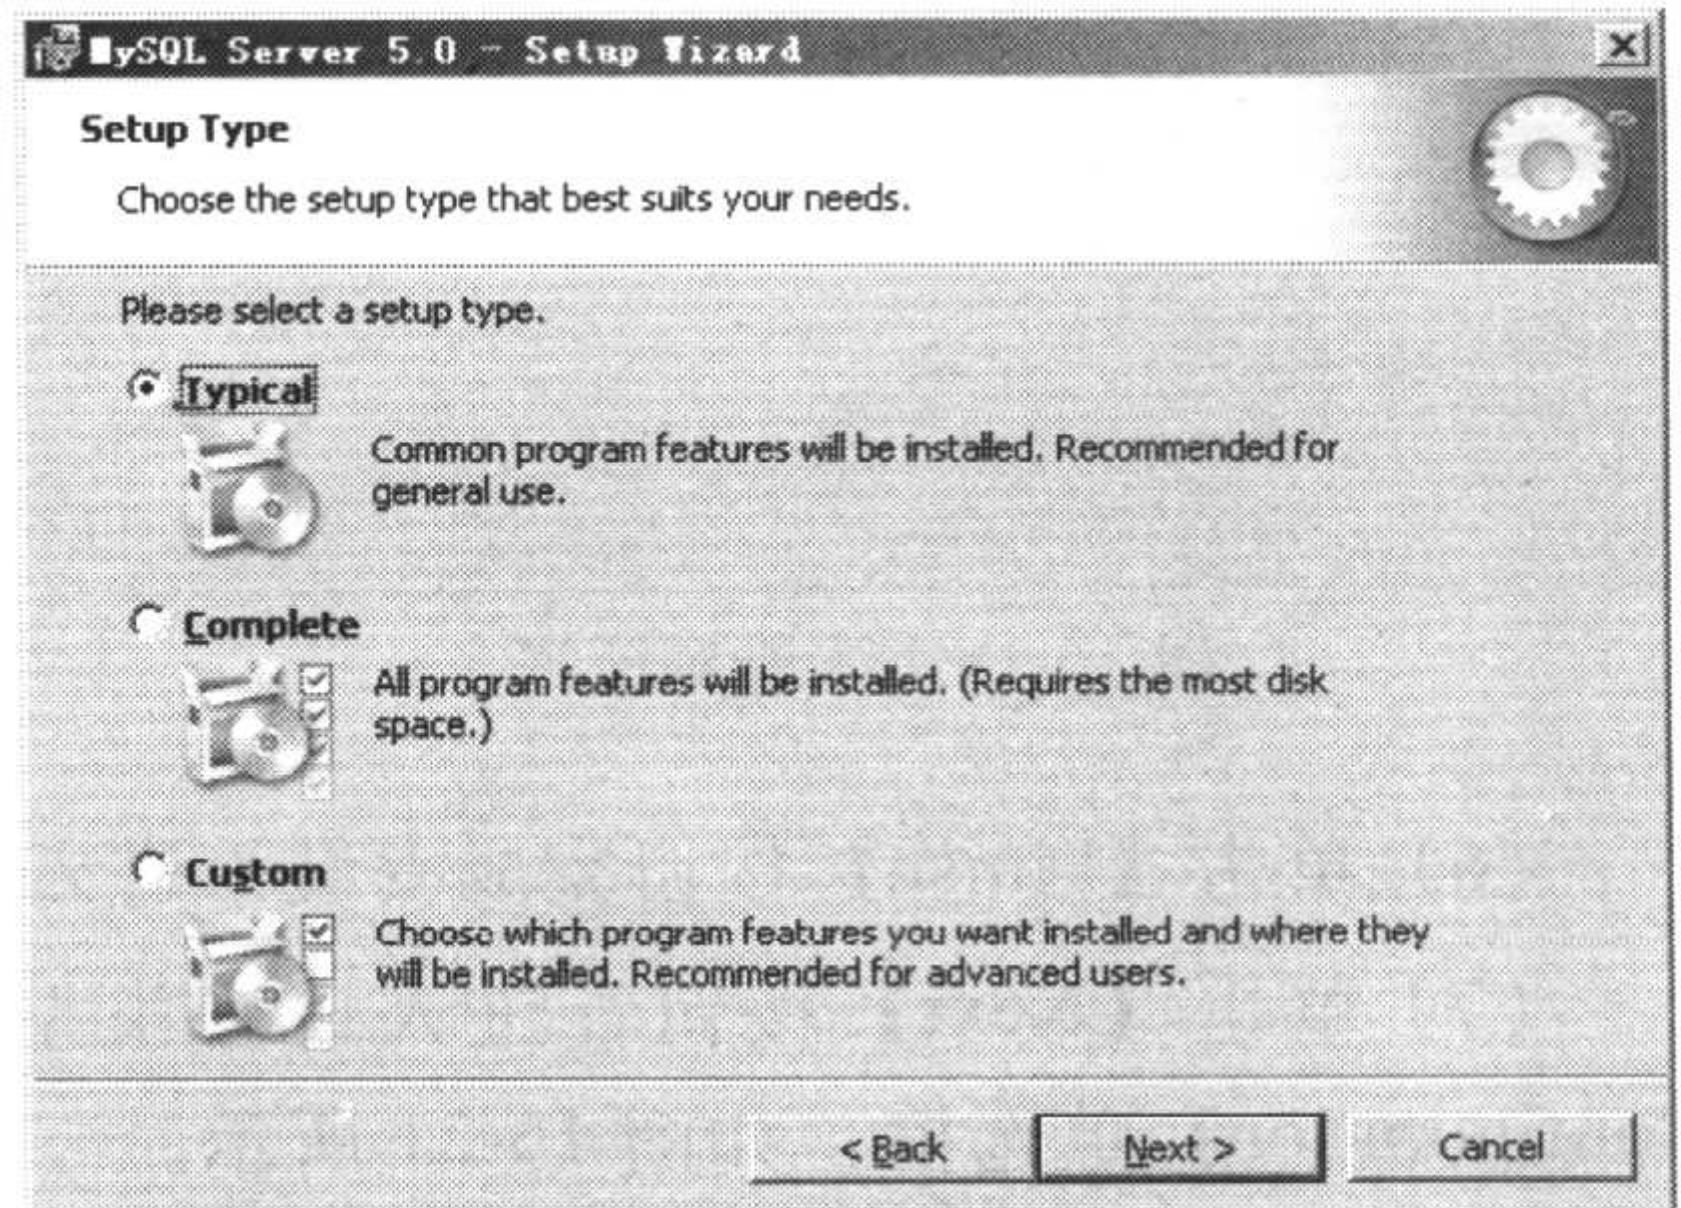 MySQL Server 5.0 - Setup Wizard
Setup Type
Choose the setup type that best suits your needs.
Please select a setup type.
Typical
Common program features will be installed. Recommended for
general use.
Complete
All program features will be installed. (Requires the most disk
space.)
Custom
Choose which program features you want installed and where they
will be installed. Recommended for advanced users.
< Back
Next >
Cancel